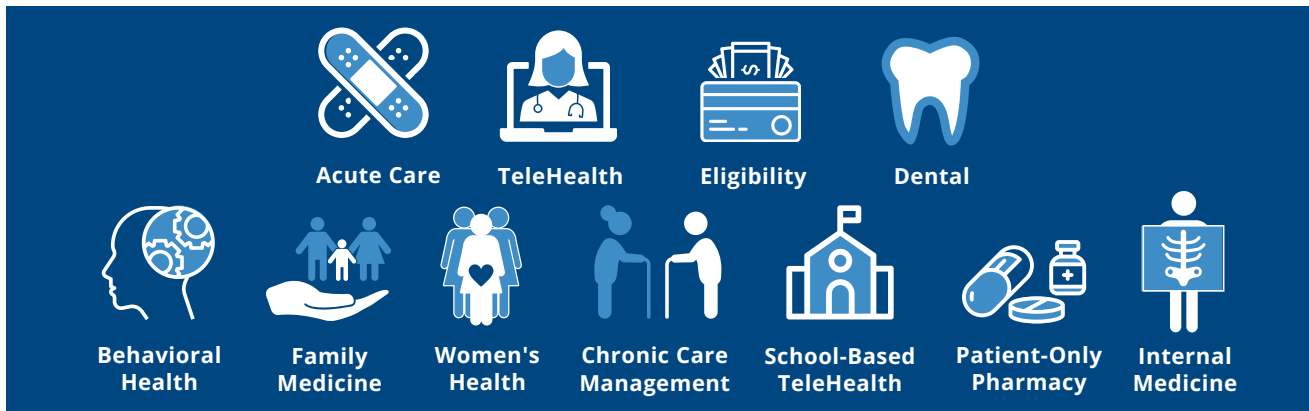 $
Acute Care
TeleHealth
Eligibility
Dental
Behavioral
Health
Family
Medicine
Women's
Health
Chronic Care
Management
School-Based
TeleHealth
Patient-Only
Pharmacy
Internal
Medicine